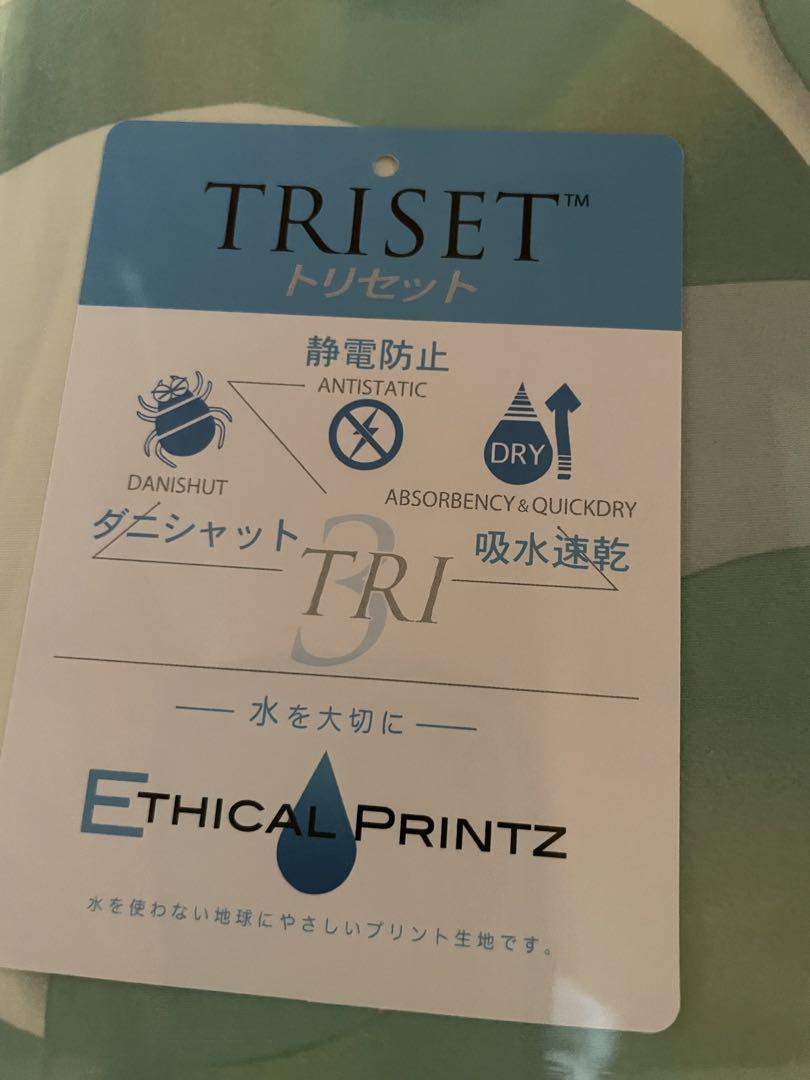 TRISET™
トリセット
静電防止
ANTISTATIC
DRY
DANISHUT
ABSORBENCY & QUICKDRY
ダニシャット
吸水速乾
3
TRI
水を大切に
ETHICAL PRINTZ
水を使わない地球にやさしいプリント生地です。